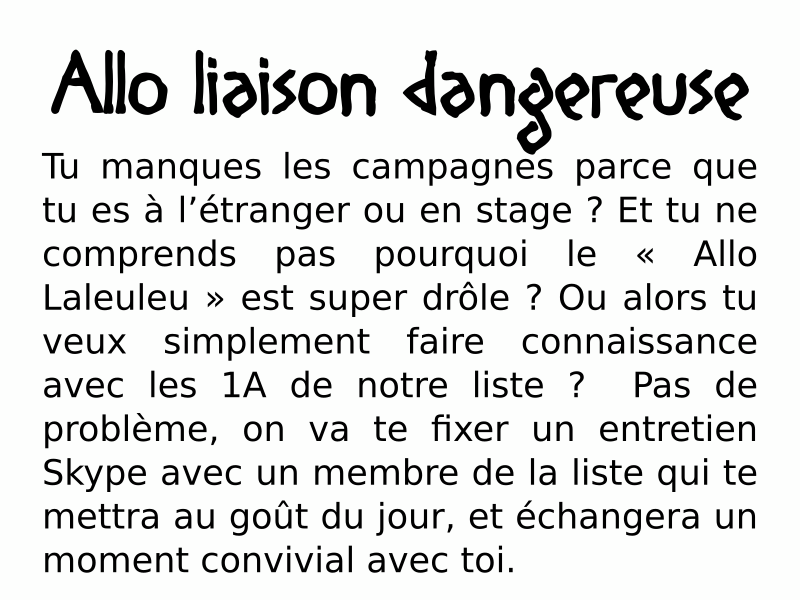 Allo liaison dangereuse
Tu manques les campagnes parce que
tu es à l’étranger ou en stage ? Et tu ne
comprends pas pourquoi le « Allo
Laleuleu » est super drôle ? Ou alors tu
veux simplement faire connaissance
avec les 1A de notre liste ?  Pas de
problème, on va te fixer un entretien
Skype avec un membre de la liste qui te
mettra au goût du jour, et échangera un
moment convivial avec toi.